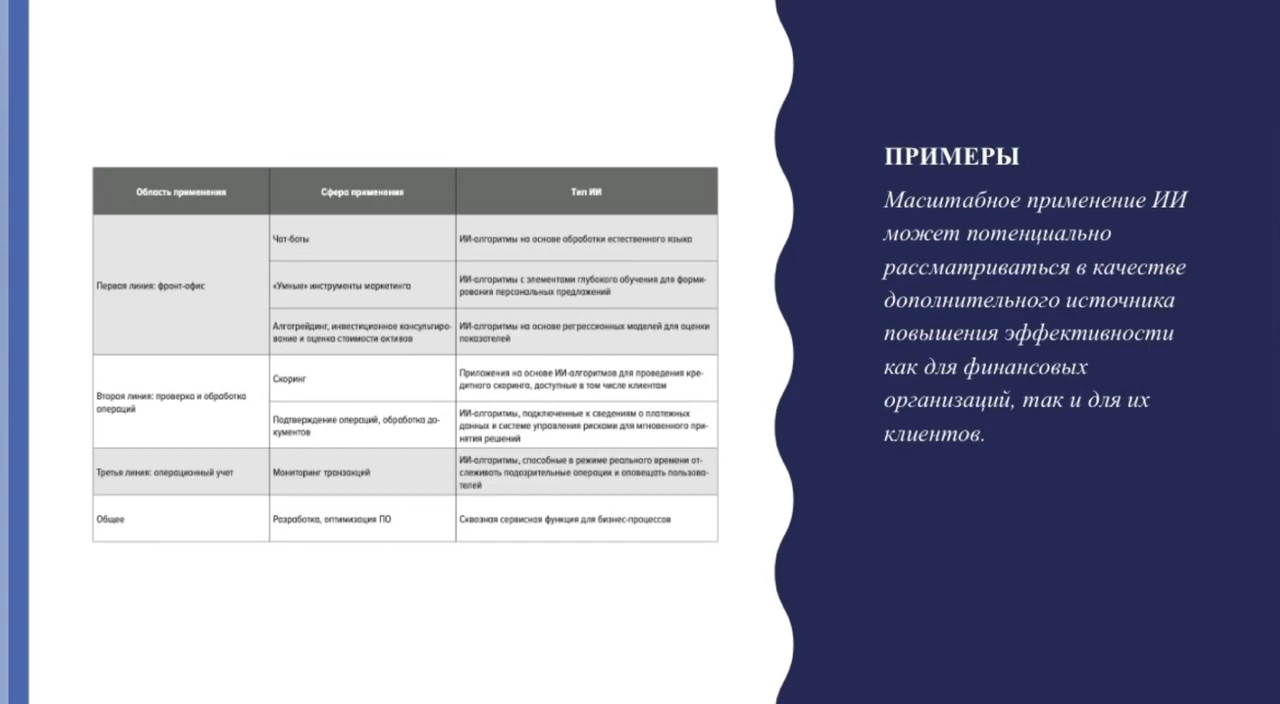 Область применения
Сфера применения
Тип ИИ
Первая линия: фронт-офис
Чат-боты
ИИ-алгоритмы на основе обработки естественного языка
«Умные» инструменты маркетинга
ИИ-алгоритмы с элементами глубокого обучения для форми-
рования персональных предложений
Алготрейдинг, инвестиционное консультиро-
вание и оценка стоимости активов
ИИ-алгоритмы на основе регрессионных моделей для оценки
показателей
Вторая линия: проверка и обработка
операций
Скоринг
Приложения на основе ИИ-алгоритмов для проведения кре-
дитного скоринга, доступные в том числе клиентам
Подтверждение операций, обработка до-
кументов
ИИ-алгоритмы, подключенные к сведениям о платежных
данных и системе управления рисками для мгновенного при-
нятия решений
Третья линия: операционный учет
Мониторинг транзакций
ИИ-алгоритмы, способные в режиме реального времени от-
слеживать подозрительные операции и оповещать пользова-
телей
Общее
Разработка, оптимизация ПО
Сквозная сервисная функция для бизнес-процессов
ПРИМЕРЫ
Масштабное применение ИИ
может потенциально
рассматриваться в качестве
дополнительного источника
повышения эффективности
как для финансовых
организаций, так и для их
клиентов.